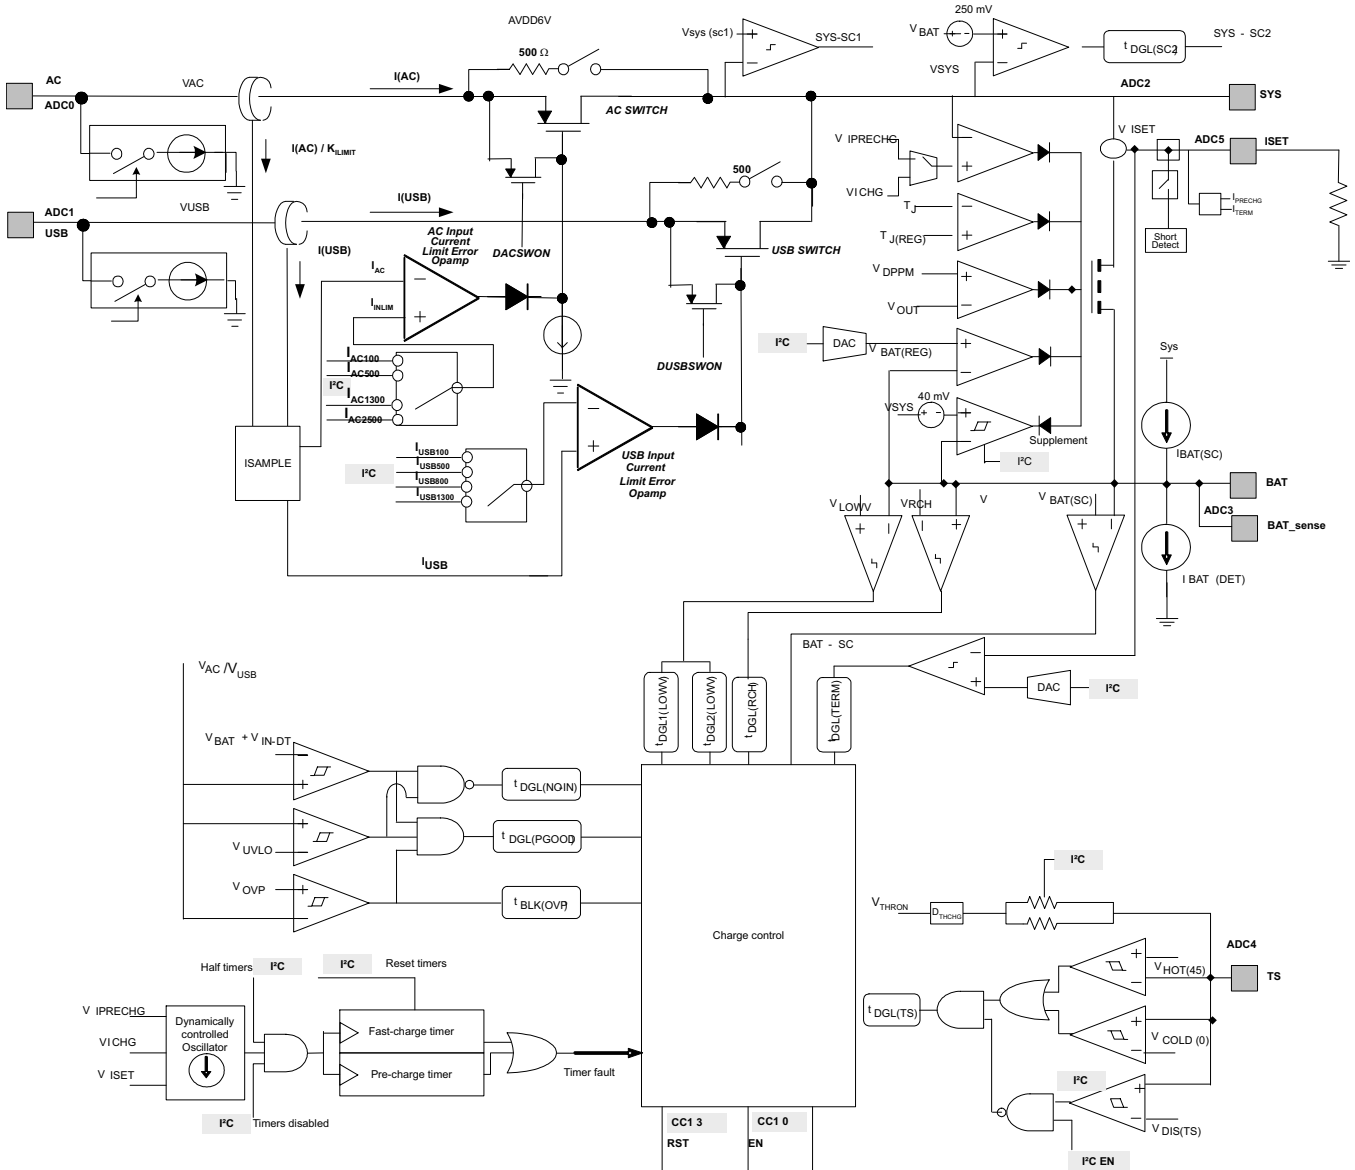 AVDD6V
500 Ω
Vsys (sc1)
SYS-SC1
250 mV
V BAT
VSYS
t DGL(SC2)
SYS - SC2
AC
ADC0
VAC
I(AC)
AC SWITCH
ADC2
SYS
I(AC) / KILIMIT
V IPRECHG
VICHG
V ISET
ADC5
ISET
IPRECHG
ITERM
Short
Detect
ADC1
USB
VUSB
I(USB)
I(USB)
500
USB SWITCH
TJ
T J(REG)
AC Input
Current
Limit Error
Opamp
DACSWON
IAC
IINLIM
V DPPM
V OUT
I²C
DAC
V BAT(REG)
DUSBSWON
IAC100
IAC500
I²C
IAC1300
IAC2500
VSYS
40 mV
Supplement
I²C
Sys
IBAT(SC)
ISAMPLE
IUSB100
IUSB500
I²C
IUSB800
IUSB1300
USB Input
Current
Limit Error
Opamp
BAT
ADC3
BAT_sense
V LOWV
VRCH
V
V BAT(SC)
I BAT (DET)
IUSB
BAT - SC
DAC
I²C
VAC /VUSB
t DGL1(LOWV)
t DGL2(LOWV)
t DGL(RCH)
t DGL(TERM)
V BAT + V IN-DT
t DGL(NOIN)
V UVLO
t DGL(PGOOD)
V OVP
t BLK(OVP)
Charge control
I²C
VTHRON
DTHCHG
ADC4
TS
V HOT(45)
t DGL(TS)
V COLD (0)
I²C
V DIS(TS)
I²C EN
Half timers
I²C
I²C
Reset timers
V IPRECHG
VICHG
V ISET
Dynamically
controlled
Oscillator
Fast-charge timer
Pre-charge timer
Timer fault
I²C
Timers disabled
CC1 3
RST
CC1 0
EN